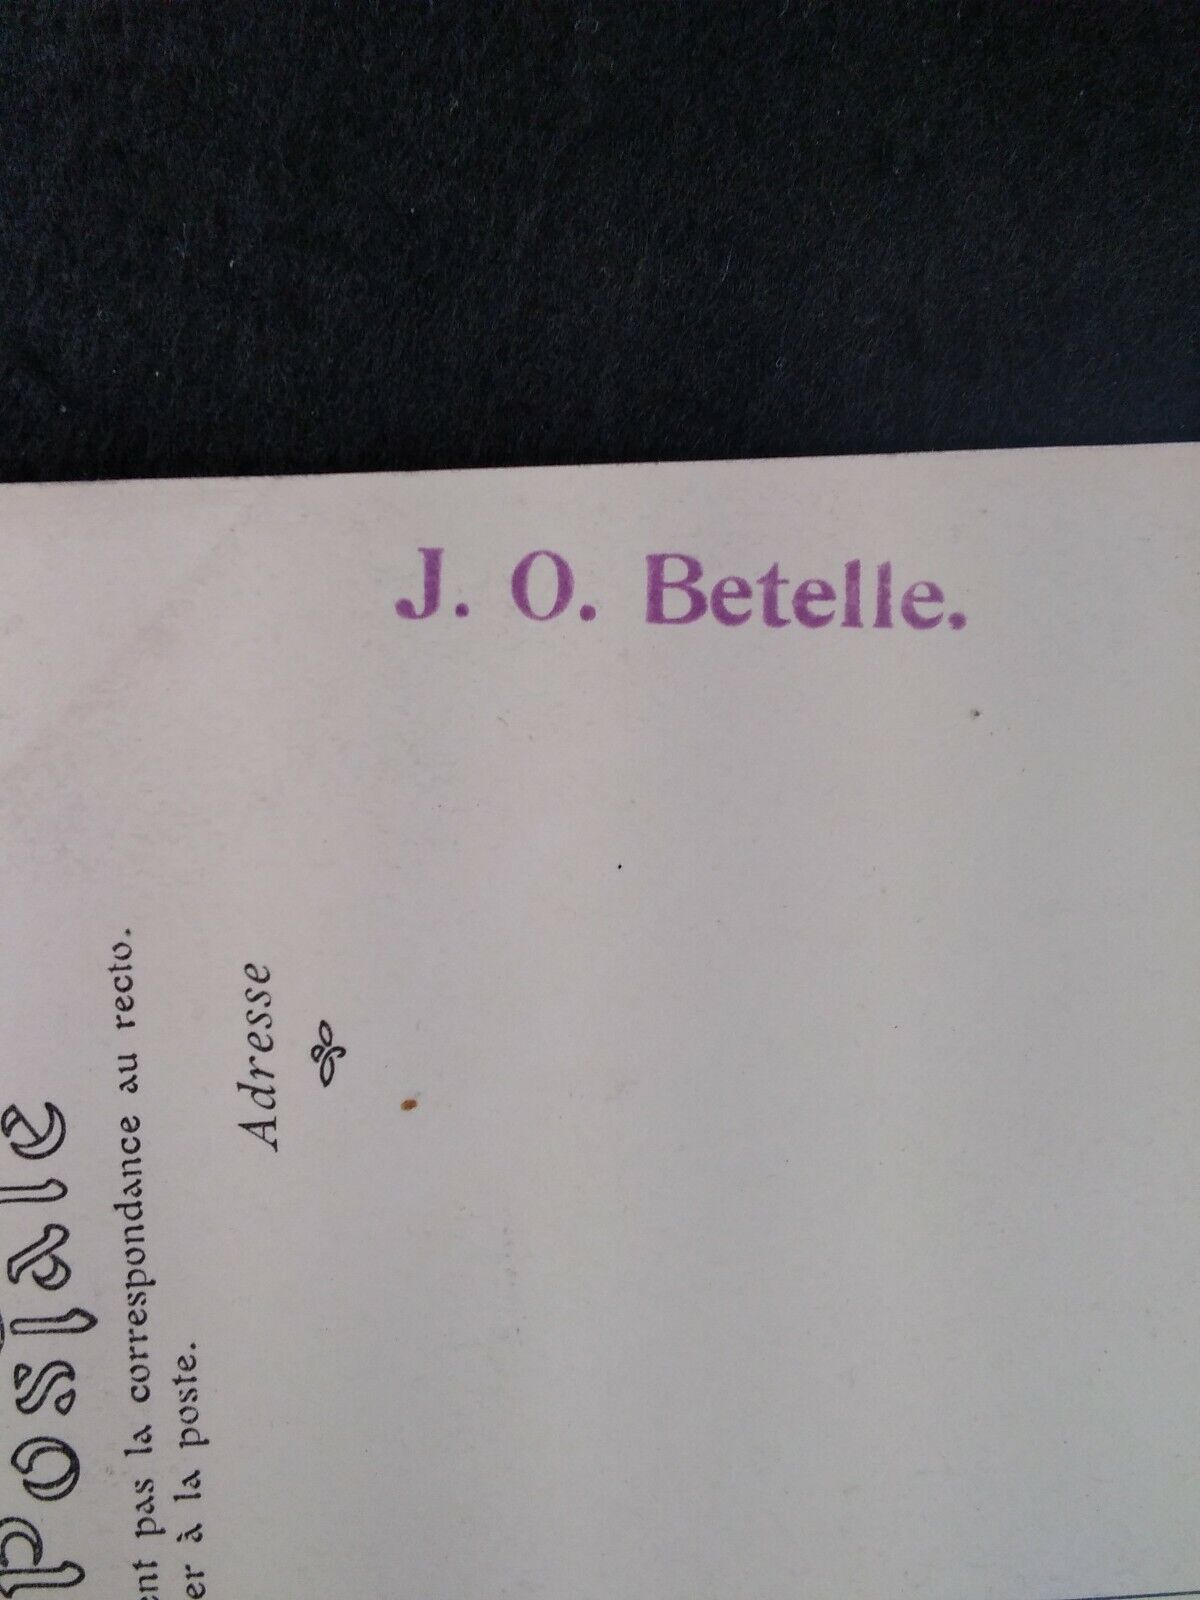 J. O. Betelle.
Postale
ent pas la correspondance au recto.
er à la poste.
Adresse